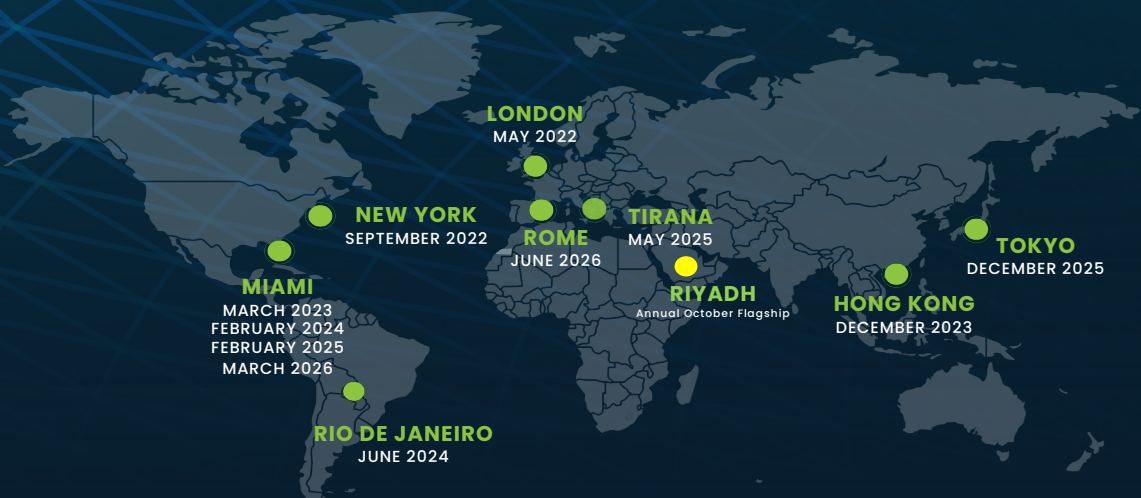 LONDON
MAY 2022
NEW YORK
SEPTEMBER 2022
ROME
JUNE 2026
TIRANA
MAY 2025
TOKYO
DECEMBER 2025
MIAMI
MARCH 2023
FEBRUARY 2024
FEBRUARY 2025
MARCH 2026
RIYADH
Annual October Flagship
HONG KONG
DECEMBER 2023
RIO DE JANEIRO
JUNE 2024